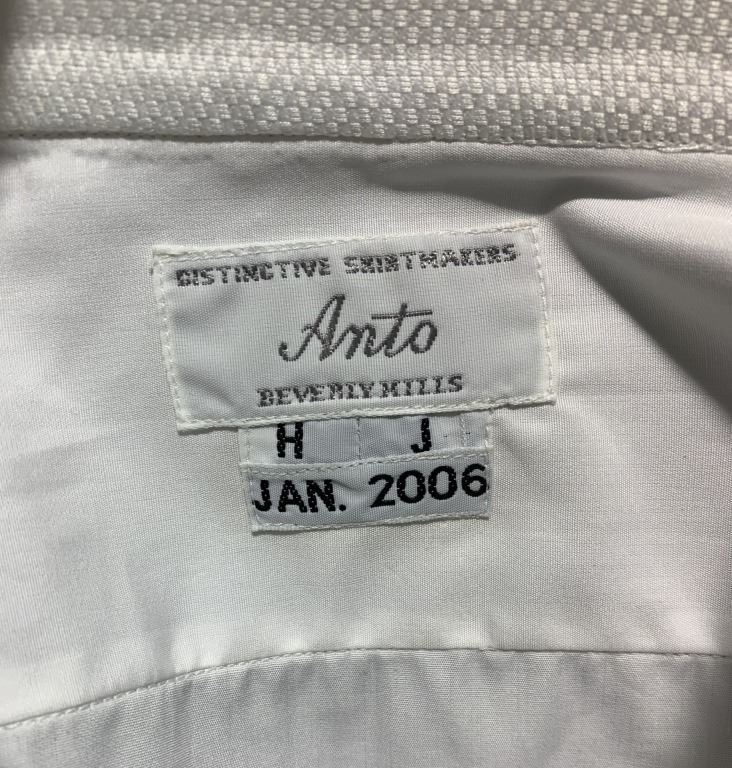 DISTINCTIVE SHIRTMAKERS
Anto
BEVERLY HILLS
H J
JAN. 2006